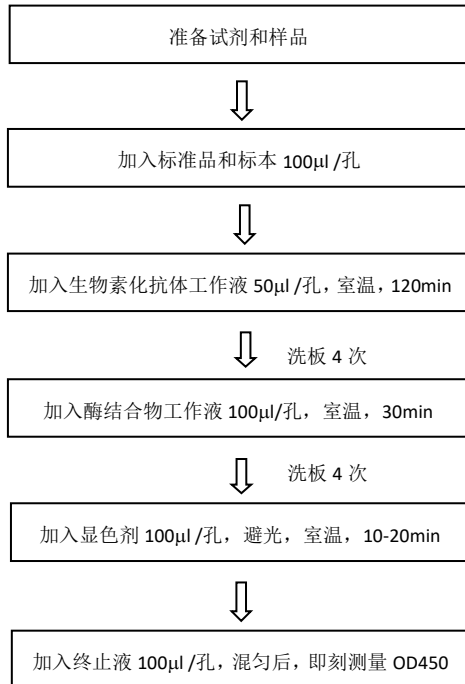 准备试剂和样品
加入标准品和标本 100μl /孔
加入生物素化抗体工作液 50μl /孔，室温，120min
洗板 4 次
加入酶结合物工作液 100μl/孔，室温，30min
洗板 4 次
加入显色剂 100μl /孔，避光，室温，10-20min
加入终止液 100μl /孔，混匀后，即刻测量 OD450